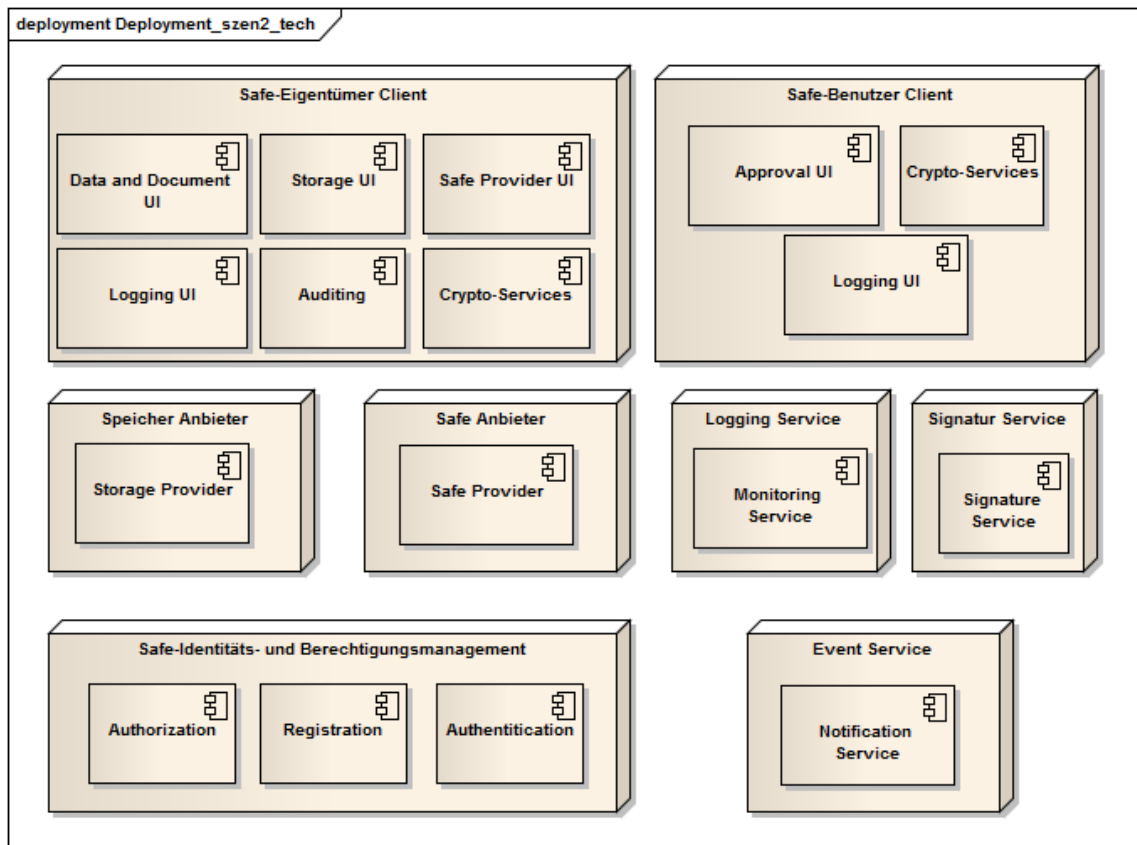 deployment Deployment_szen2_tech
Safe-Eigentümer Client
Data and Document
UI
Storage UI
Safe Provider UI
Logging UI
Auditing
Crypto-Services
Safe-Benutzer Client
Approval UI
Crypto-Services
Logging UI
Speicher Anbieter
Storage Provider
Safe Anbieter
Safe Provider
Logging Service
Monitoring
Service
Signatur Service
Signature
Service
Safe-Identitäts- und Berechtigungsmanagement
Authorization
Registration
Authentitication
Event Service
Notification
Service